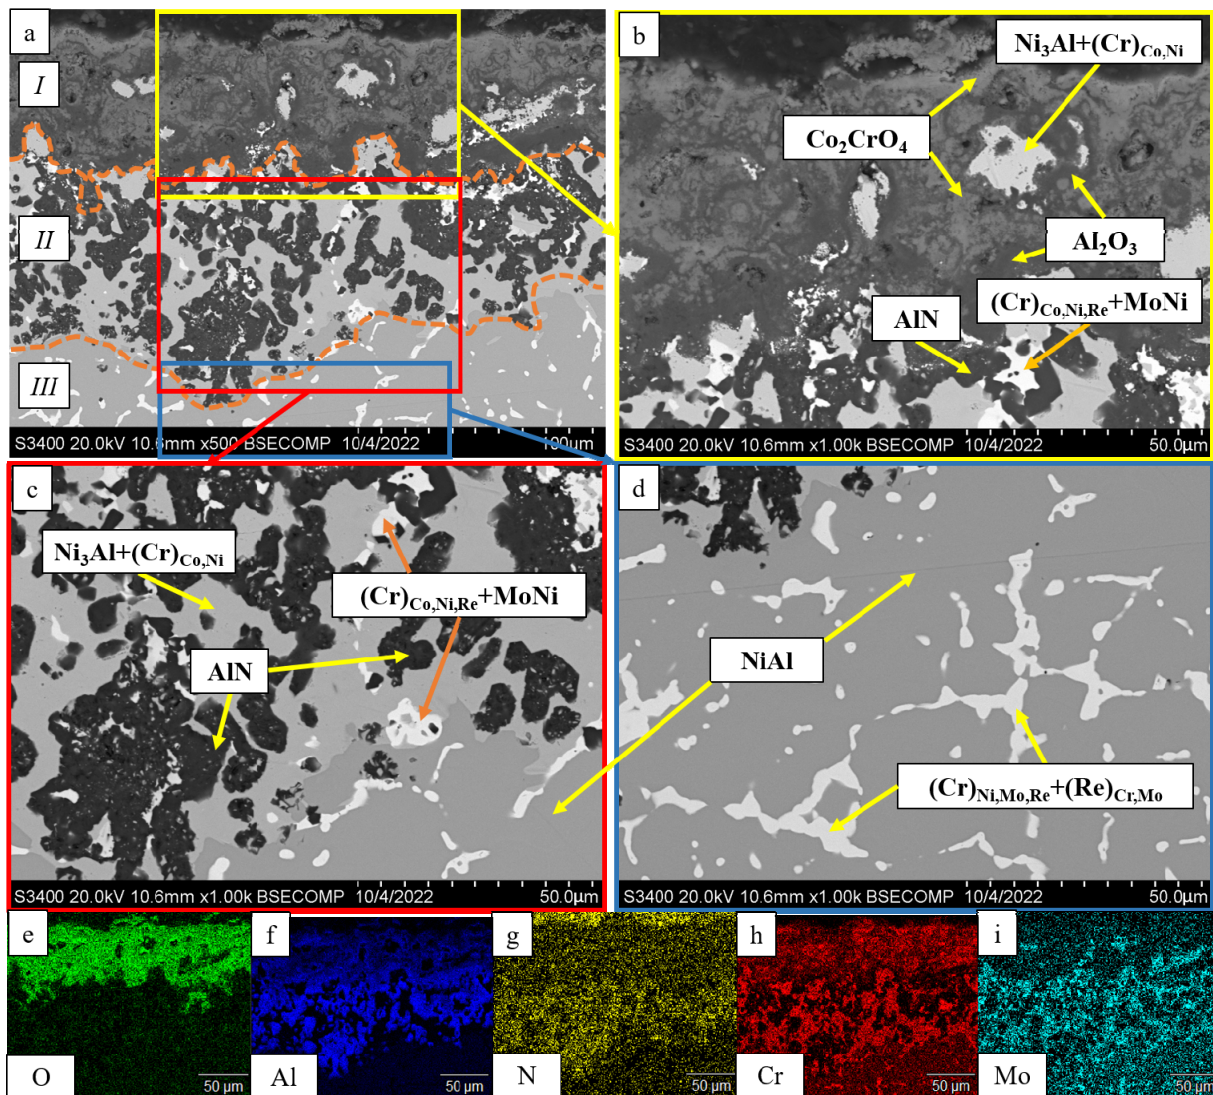 a
I
II
III
S3400 20.0kV 10.6mm x500 BSECOMP 10/4/2022 100µm
b
Ni₃Al+(Cr)Co,Ni
Co₂CrO₄
Al₂O₃
(Cr)Co,Ni,Re+MoNi
AlN
S3400 20.0kV 10.6mm x1.00k BSECOMP 10/4/2022 50.0µm
c
Ni₃Al+(Cr)Co,Ni
(Cr)Co,Ni,Re+MoNi
AlN
S3400 20.0kV 10.6mm x1.00k BSECOMP 10/4/2022 50.0µm
d
NiAl
(Cr)Ni,Mo,Re+(Re)Cr,Mo
S3400 20.0kV 10.6mm x1.00k BSECOMP 10/4/2022 50.0µm
e
O
50 µm
f
Al
50 µm
g
N
50 µm
h
Cr
50 µm
i
Mo
50 µm